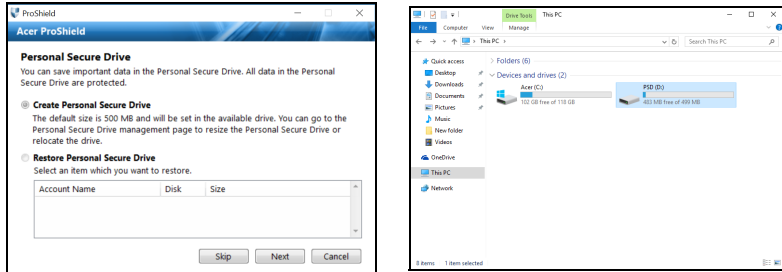 ProShield
Acer ProShield
Personal Secure Drive
You can save important data in the Personal Secure Drive. All data in the Personal
Secure Drive are protected.
Create Personal Secure Drive
The default size is 500 MB and will be set in the available drive. You can go to the
Personal Secure Drive management page to resize the Personal Secure Drive or
relocate the drive.
Restore Personal Secure Drive
Select an item which you want to restore.
Account Name Disk Size
Skip Next Cancel
Drive Tools This PC
File Computer View Manage
This PC
Search This PC
Quick access
Desktop
Downloads
Documents
Pictures
Music
New folder
Videos
OneDrive
This PC
Network
Folders (6)
Devices and drives (2)
Acer (C:)
102 GB free of 118 GB
PSD (D:)
483 MB free of 499 MB
8 items 1 item selected